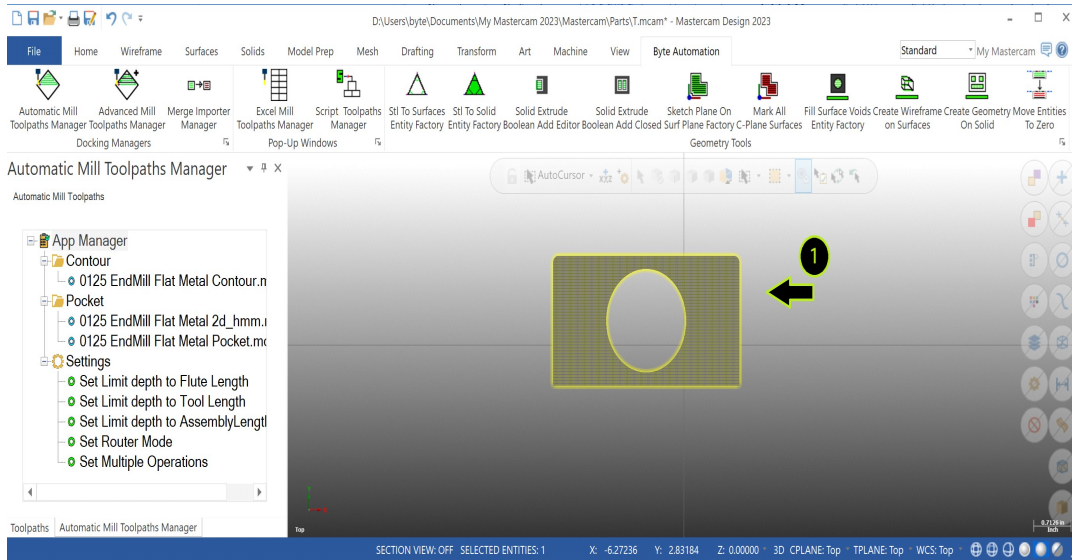 D:\Users\byte\Documents\My Mastercam 2023\Mastercam\Parts\T.mcam* - Mastercam Design 2023
File Home Wireframe Surfaces Solids Model Prep Mesh Drafting Transform Art Machine View Byte Automation Standard My Mastercam
Automatic Mill Advanced Mill Merge Importer Excel Mill Script Toolpaths Stl To Surfaces Stl To Solid Solid Extrude Solid Extrude Sketch Plane On Mark All Fill Surface Voids Create Wireframe Create Geometry Move Entities
Toolpaths Manager Toolpaths Manager Manager Toolpaths Manager Manager Entity Factory Entity Factory Boolean Add Editor Boolean Add Closed Surf Plane Factory C-Plane Surfaces Entity Factory on Surfaces On Solid To Zero
Docking Managers Pop-Up Windows Geometry Tools
Automatic Mill Toolpaths Manager
AutoCursor
Automatic Mill Toolpaths
App Manager
Contour
0125 EndMill Flat Metal Contour.m
Pocket
0125 EndMill Flat Metal 2d_hmm.m
0125 EndMill Flat Metal Pocket.mc
Settings
Set Limit depth to Flute Length
Set Limit depth to Tool Length
Set Limit depth to AssemblyLengtl
Set Router Mode
Set Multiple Operations
1
Toolpaths Automatic Mill Toolpaths Manager
Top
0.7126 in
Inch
SECTION VIEW: OFF SELECTED ENTITIES: 1 X: -6.27236 Y: 2.83184 Z: 0.00000 3D CPLANE: Top TPLANE: Top WCS: Top